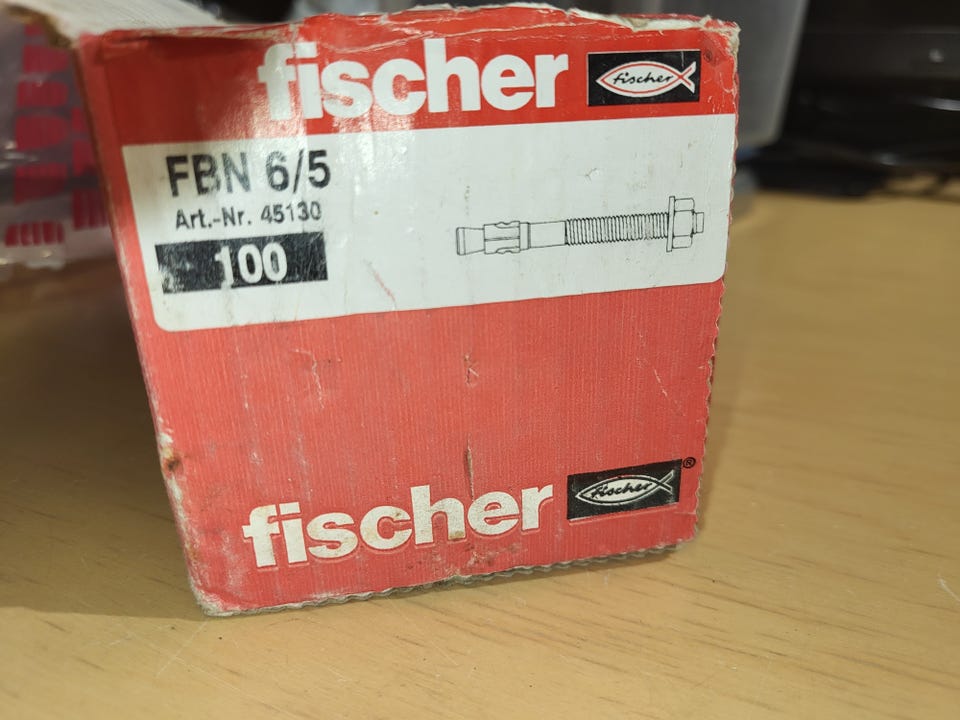 fischer
fischer
®
FBN 6/5
Art.-Nr. 45130
100
fischer
fischer
®